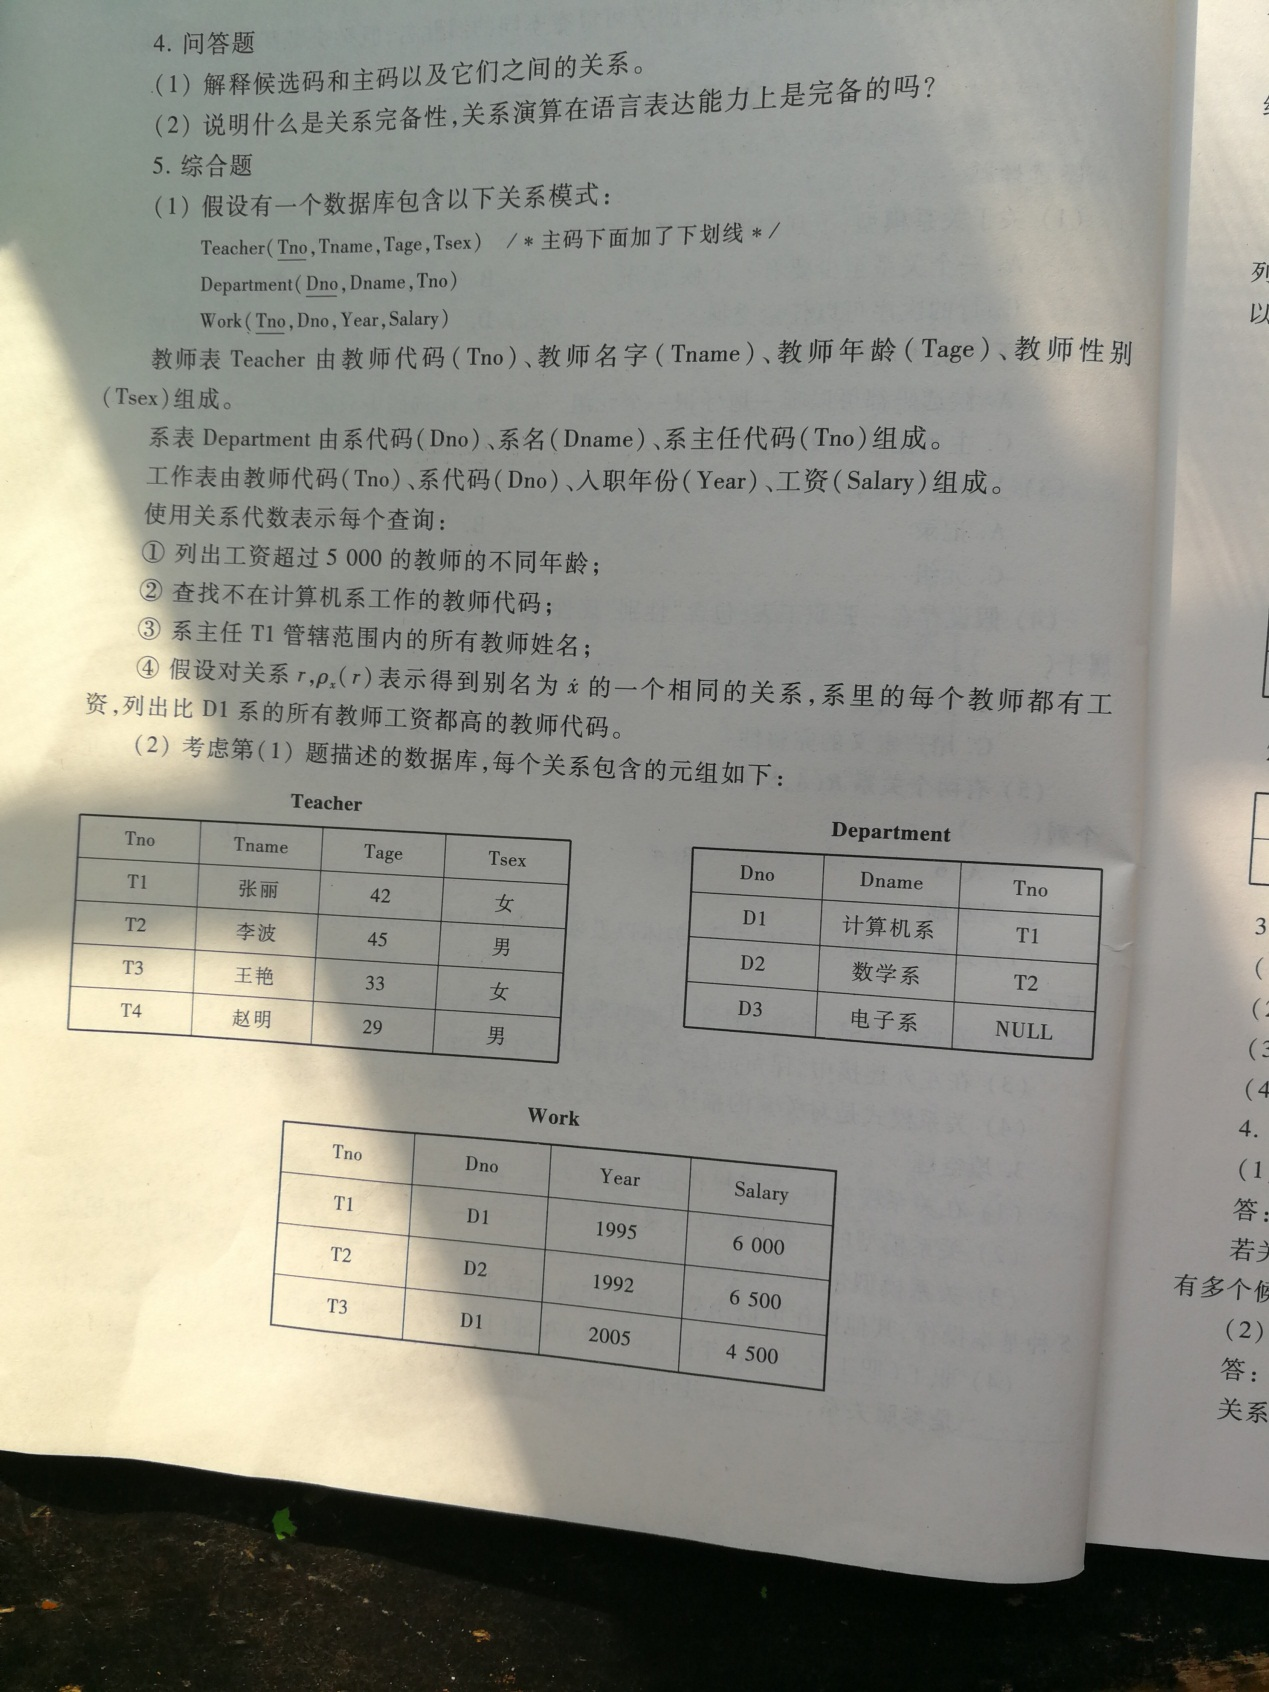 4. 问答题
(1) 解释候选码和主码以及它们之间的关系。
(2) 说明什么是关系完备性,关系演算在语言表达能力上是完备的吗?
5. 综合题
(1) 假设有一个数据库包含以下关系模式:
Teacher(Tno,Tname,Tage,Tsex) /*主码下面加了下划线*/
Department(Dno,Dname,Tno)
Work(Tno,Dno,Year,Salary)
教师表 Teacher 由教师代码(Tno)、教师名字(Tname)、教师年龄(Tage)、教师性别
(Tsex)组成。
系表 Department 由系代码(Dno)、系名(Dname)、系主任代码(Tno)组成。
工作表由教师代码(Tno)、系代码(Dno)、入职年份(Year)、工资(Salary)组成。
使用关系代数表示每个查询:
① 列出工资超过 5 000 的教师的不同年龄;
② 查找不在计算机系工作的教师代码;
③ 系主任 T1 管辖范围内的所有教师姓名;
④ 假设对关系 r,ρx(r)表示得到别名为 x 的一个相同的关系,系里的每个教师都有工
资,列出比 D1 系的所有教师工资都高的教师代码。
(2) 考虑第(1)题描述的数据库,每个关系包含的元组如下:
Teacher
Tno Tname Tage Tsex
T1 张丽 42 女
T2 李波 45 男
T3 王艳 33 女
T4 赵明 29 男
Department
Dno Dname Tno
D1 计算机系 T1
D2 数学系 T2
D3 电子系 NULL
Work
Tno Dno Year Salary
T1 D1 1995 6 000
T2 D2 1992 6 500
T3 D1 2005 4 500
列
以
3
(
(2
(3
(4
4.
(1
答:
若关
有多个候
(2)
答:
关系